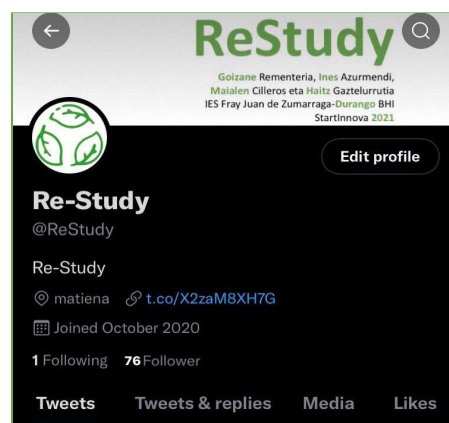 ReStudy
Goizane Rementeria, Ines Azurmendi,
Maialen Cilleros eta Haitz Gaztelurrutia
IES Fray Juan de Zumarraga-Durango BHI
StartInnova 2021
Edit profile
Re-Study
@ReStudy
Re-Study
matiena t.co/X2zaM8XH7G
Joined October 2020
1 Following 76 Follower
Tweets Tweets & replies Media Likes